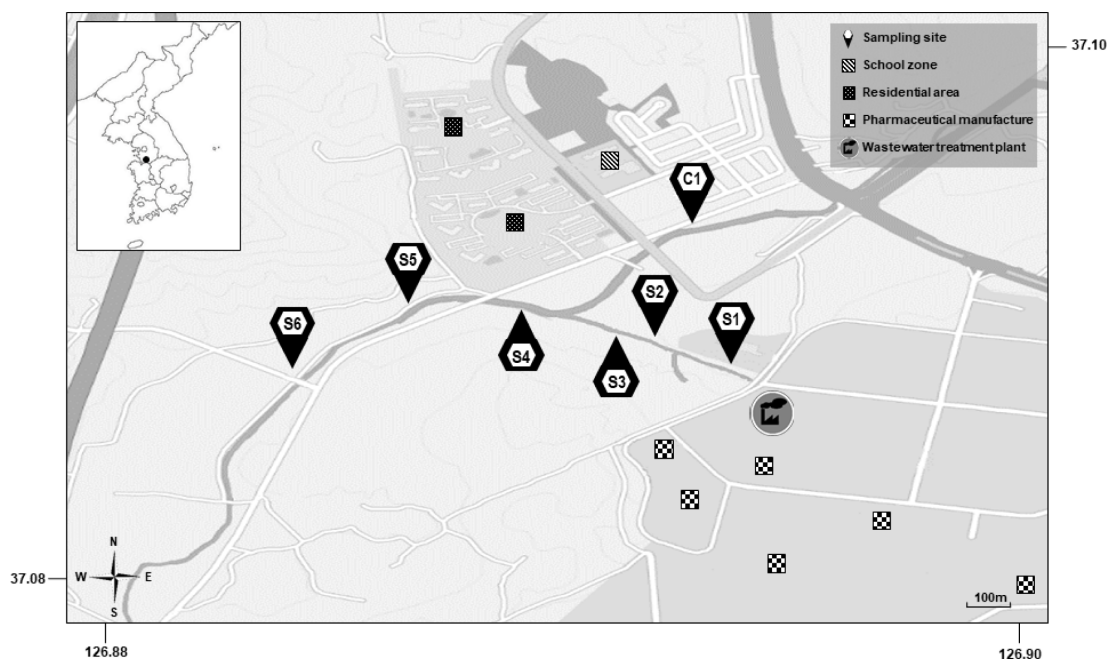 Sampling site
School zone
Residential area
Pharmaceutical manufacture
Wastewater treatment plant
37.10
C1
S5
S2
S6
S1
S4
S3
N
W E
S
37.08
100m
126.88
126.90